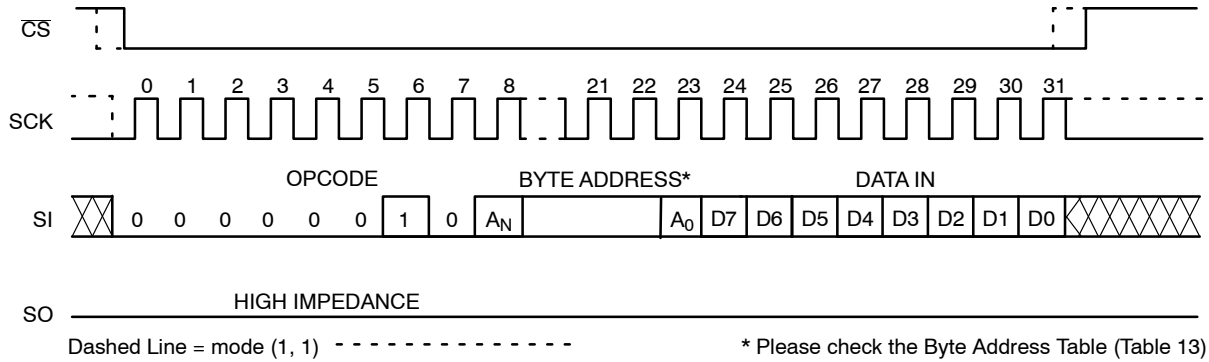 CS
0 1 2 3 4 5 6 7 8 21 22 23 24 25 26 27 28 29 30 31
SCK
OPCODE BYTE ADDRESS* DATA IN
SI 0 0 0 0 0 0 1 0 AN A0 D7 D6 D5 D4 D3 D2 D1 D0
HIGH IMPEDANCE
SO
Dashed Line = mode (1, 1) * Please check the Byte Address Table (Table 13)